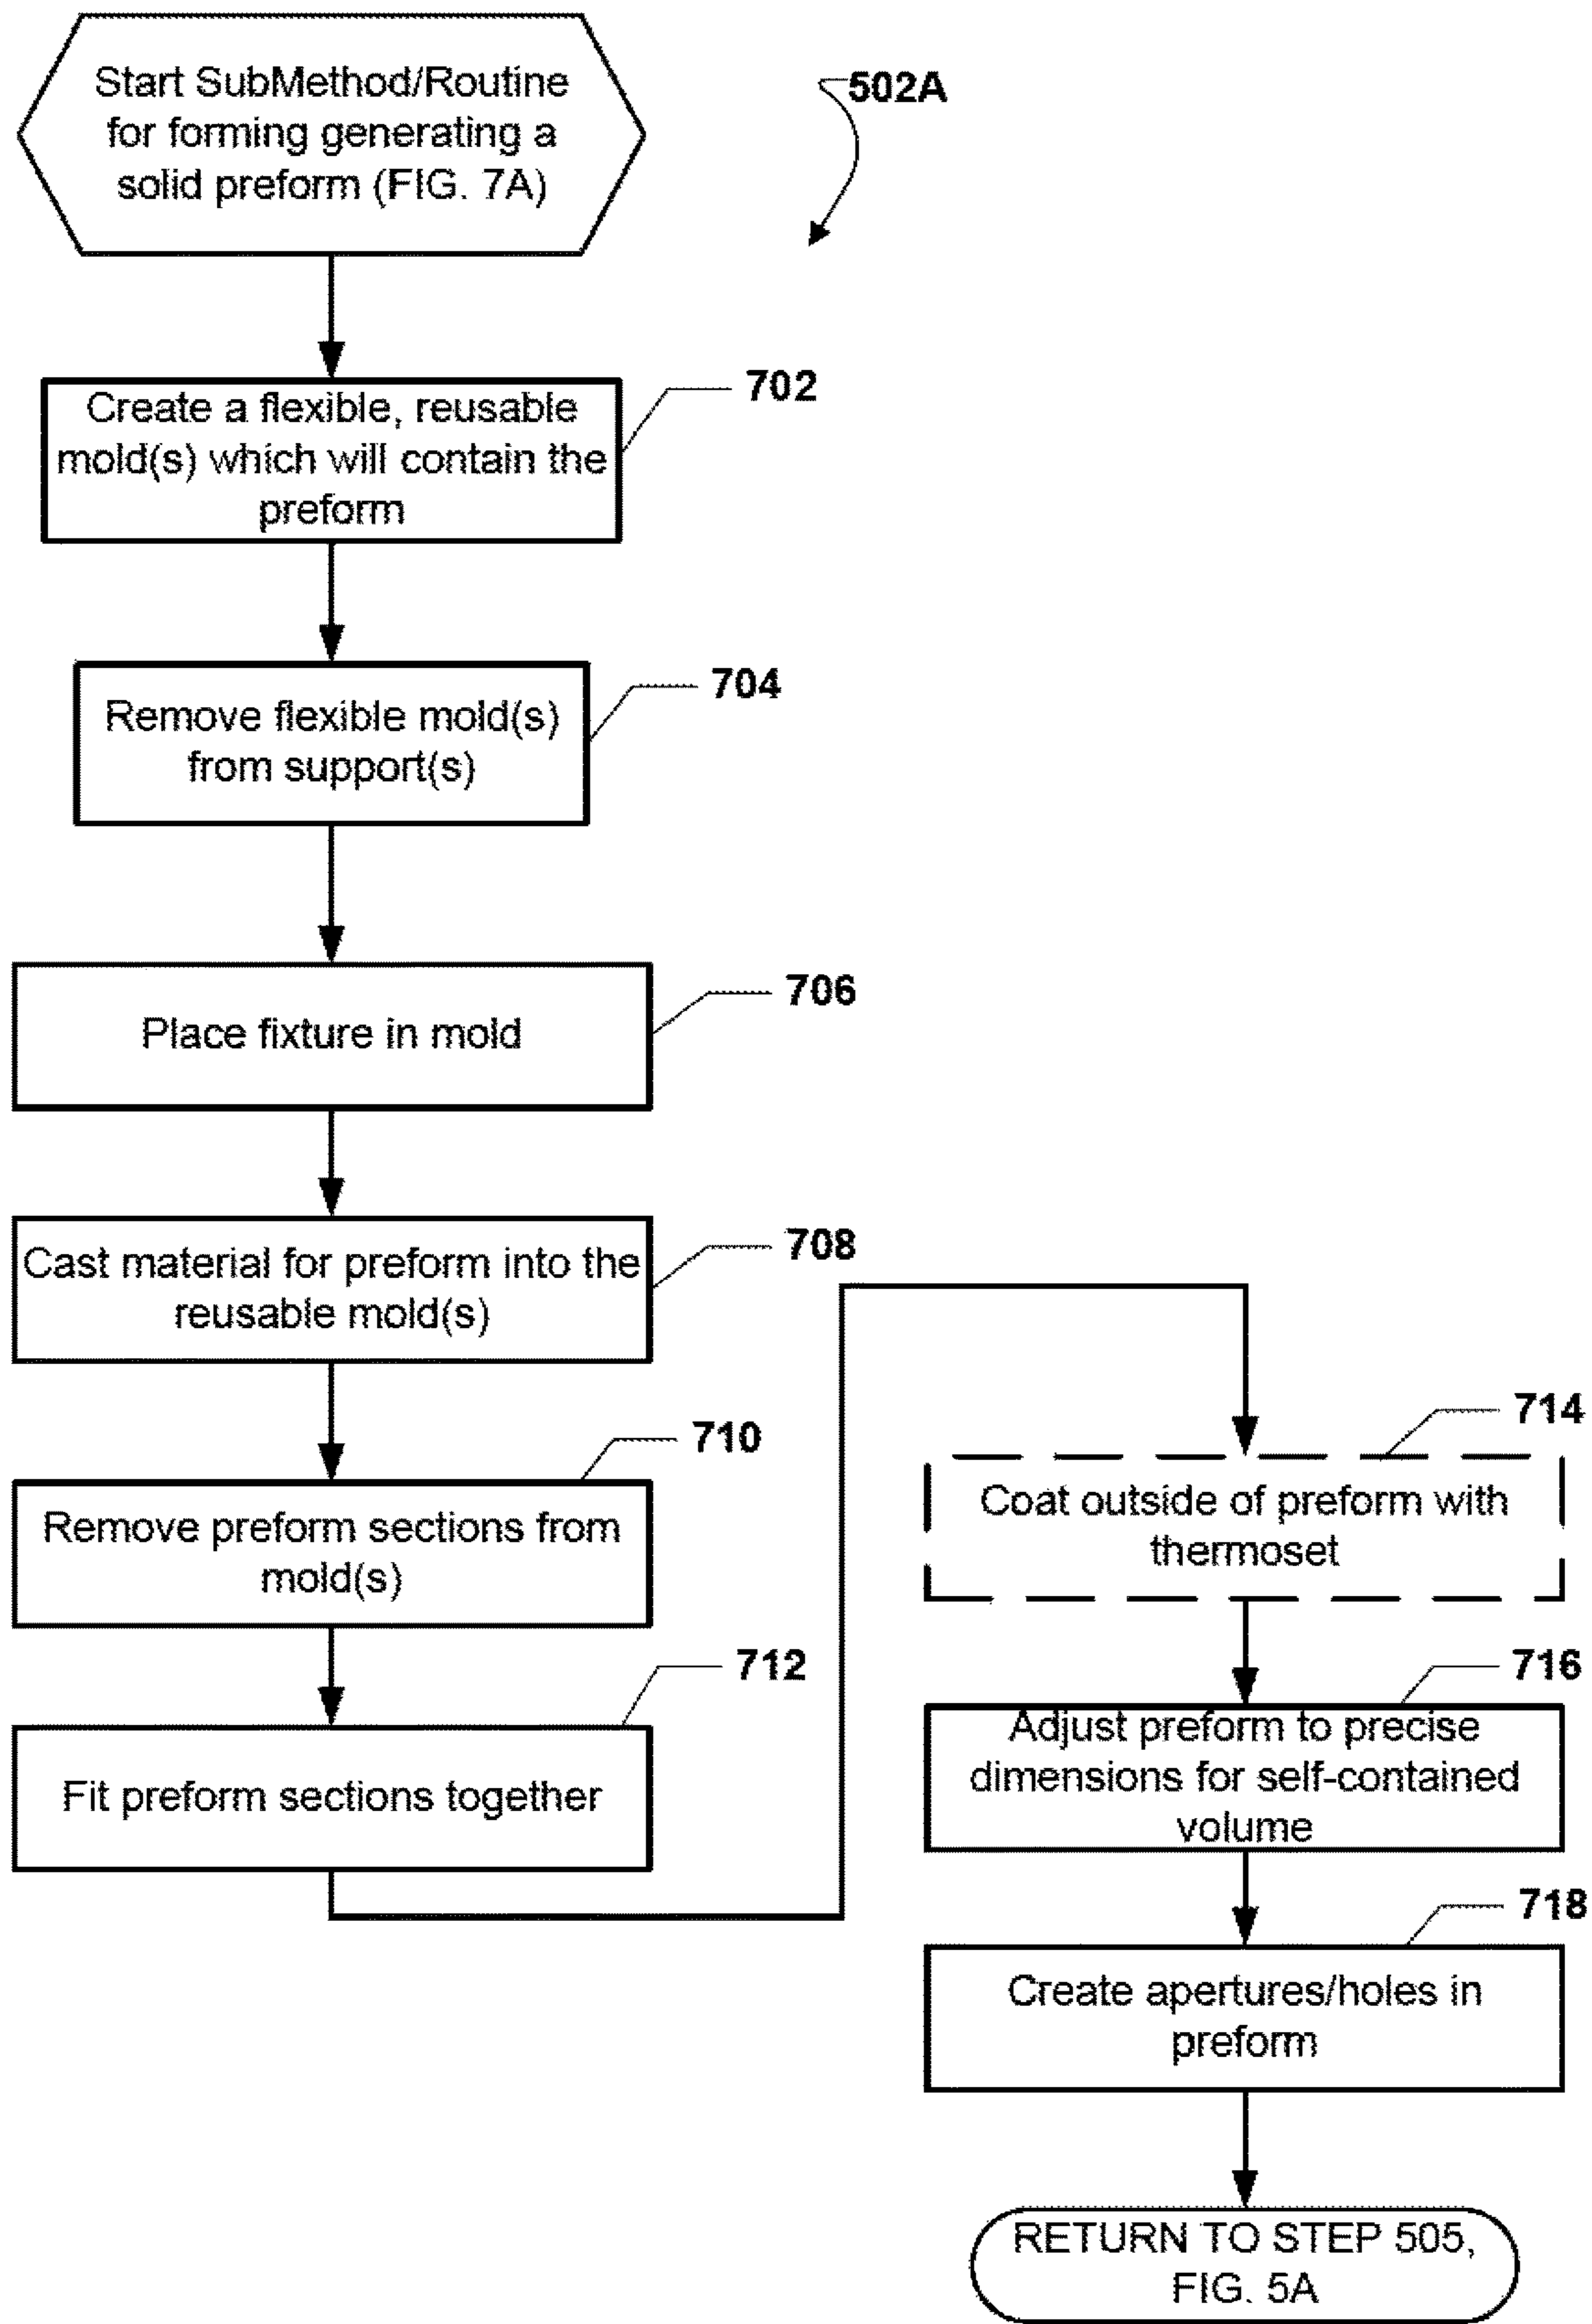 Start SubMethod/Routine
for forming generating a
solid preform (FIG. 7A)
502A
702
Create a flexible, reusable
mold(s) which will contain the
preform
704
Remove flexible mold(s)
from support(s)
706
Place fixture in mold
708
Cast material for preform into the
reusable mold(s)
710
Remove preform sections from
mold(s)
712
Fit preform sections together
714
Coat outside of preform with
thermoset
716
Adjust preform to precise
dimensions for self-contained
volume
718
Create apertures/holes in
preform
RETURN TO STEP 505,
FIG. 5A